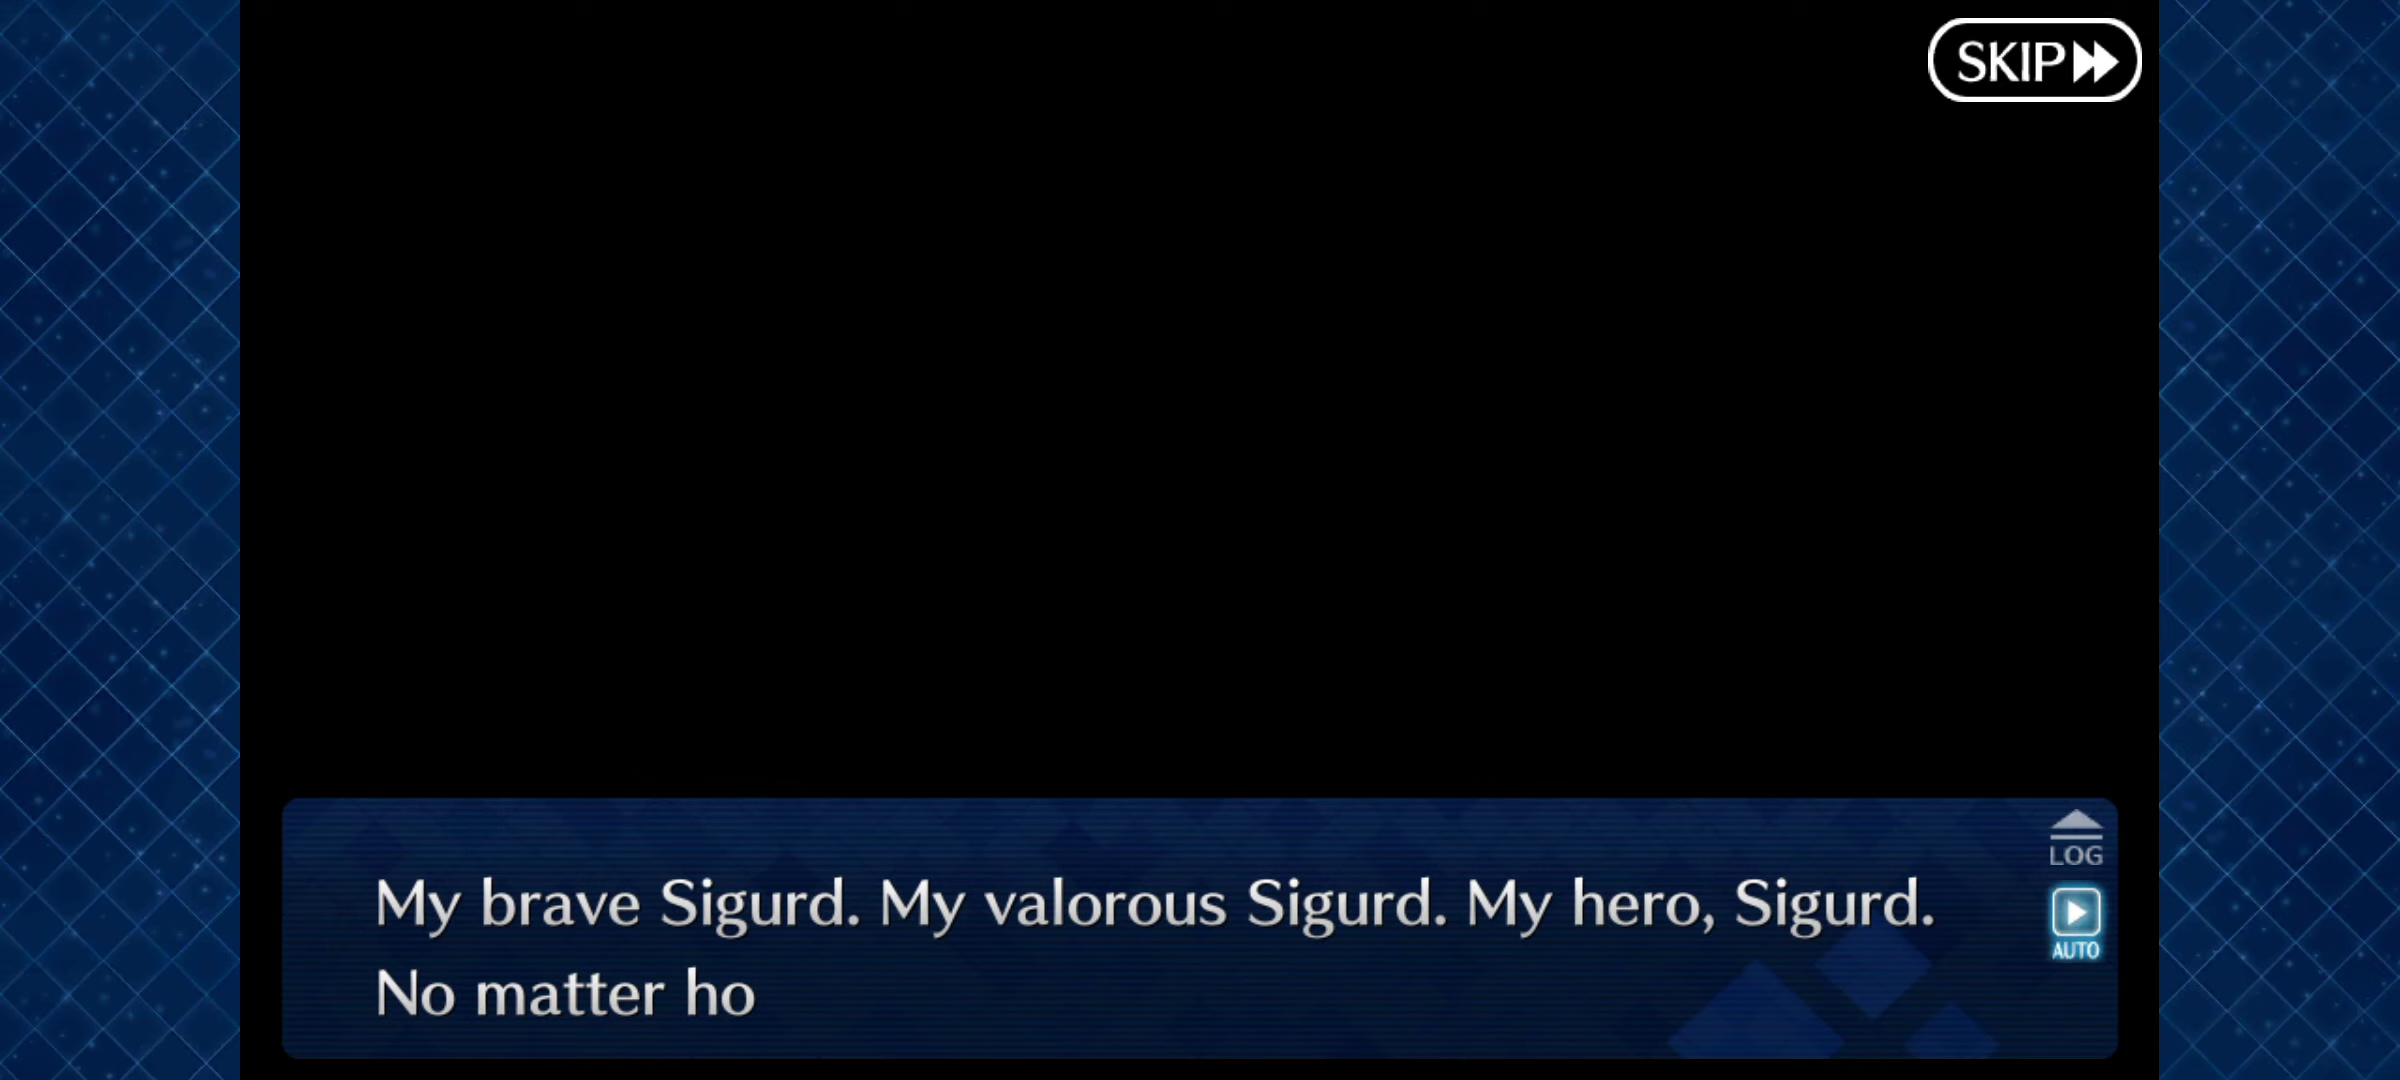 SKIP
LOG
My brave Sigurd. My valorous Sigurd. My hero, Sigurd.
AUTO
No matter ho